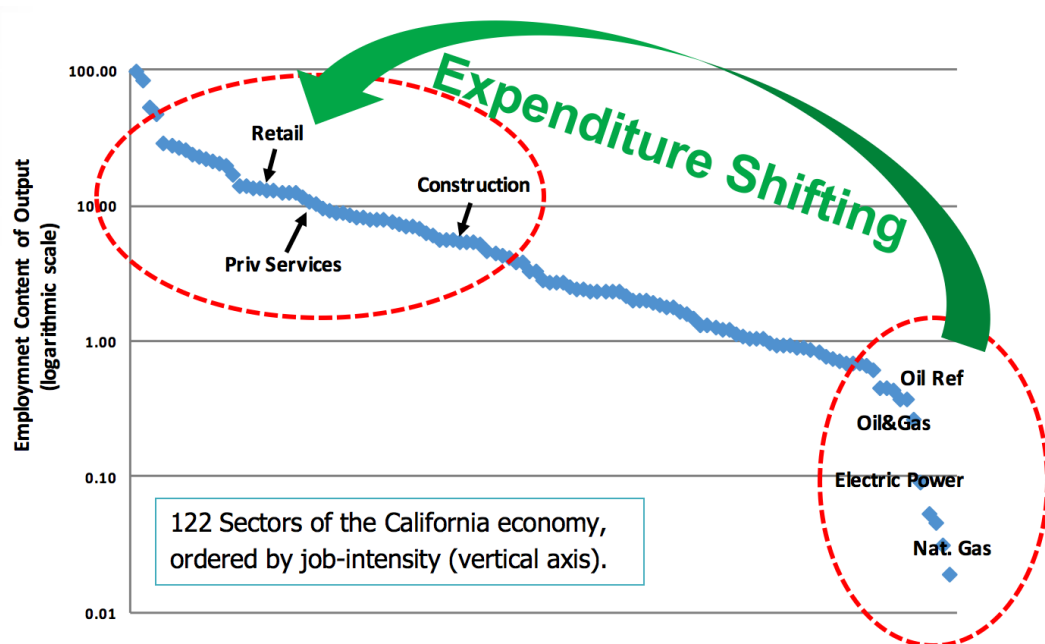 Expenditure Shifting
100.00
10.00
1.00
0.10
0.01
Employmnet Content of Output
(logarithmic scale)
Retail
Construction
Priv Services
Oil Ref
Oil&Gas
Electric Power
Nat. Gas
122 Sectors of the California economy,
ordered by job-intensity (vertical axis).